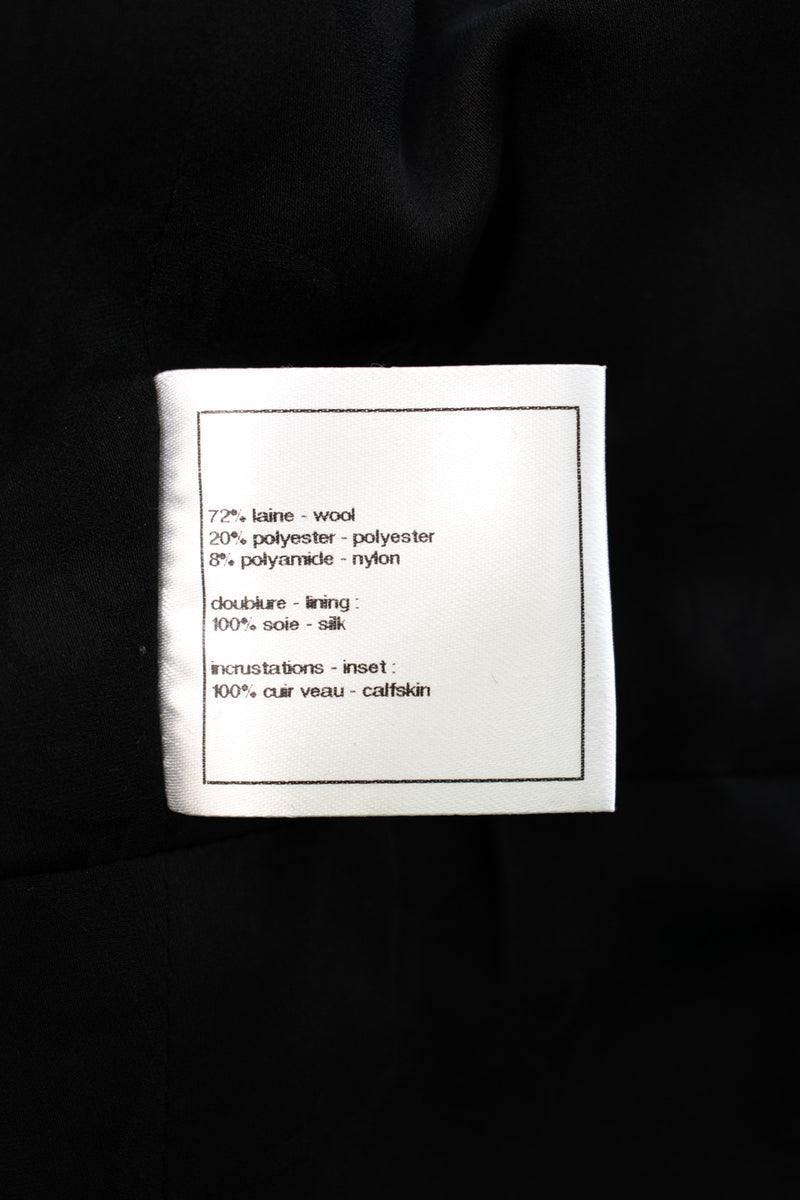 72% laine - wool
20% polyester - polyester
8% polyamide - nylon
doublure - lining :
100% soie - silk
incrustations - inset :
100% cuir veau - calfskin